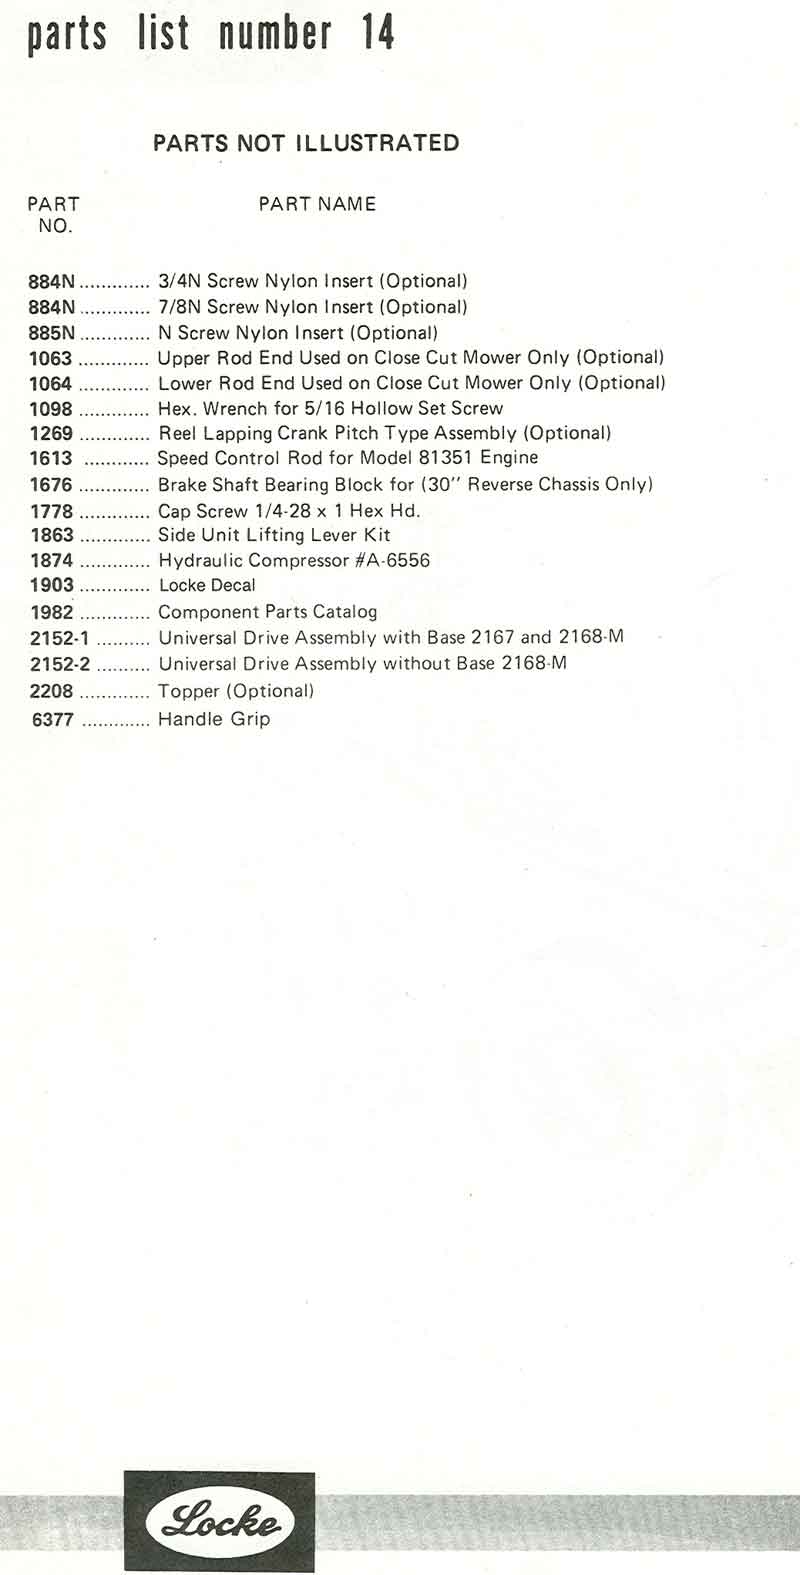 parts list number 14
PARTS NOT ILLUSTRATED
PART PART NAME
NO.
884N ............. 3/4N Screw Nylon Insert (Optional)
884N ............. 7/8N Screw Nylon Insert (Optional)
885N ............. N Screw Nylon Insert (Optional)
1063 ............. Upper Rod End Used on Close Cut Mower Only (Optional)
1064 ............. Lower Rod End Used on Close Cut Mower Only (Optional)
1098 ............. Hex. Wrench for 5/16 Hollow Set Screw
1269 ............. Reel Lapping Crank Pitch Type Assembly (Optional)
1613 ............ Speed Control Rod for Model 81351 Engine
1676 ............. Brake Shaft Bearing Block for (30" Reverse Chassis Only)
1778 ............. Cap Screw 1/4-28 x 1 Hex Hd.
1863 ............. Side Unit Lifting Lever Kit
1874 ............. Hydraulic Compressor #A-6556
1903 ............. Locke Decal
1982 ............. Component Parts Catalog
2152-1 .......... Universal Drive Assembly with Base 2167 and 2168-M
2152-2 .......... Universal Drive Assembly without Base 2168-M
2208 ............. Topper (Optional)
6377 ............. Handle Grip
Locke